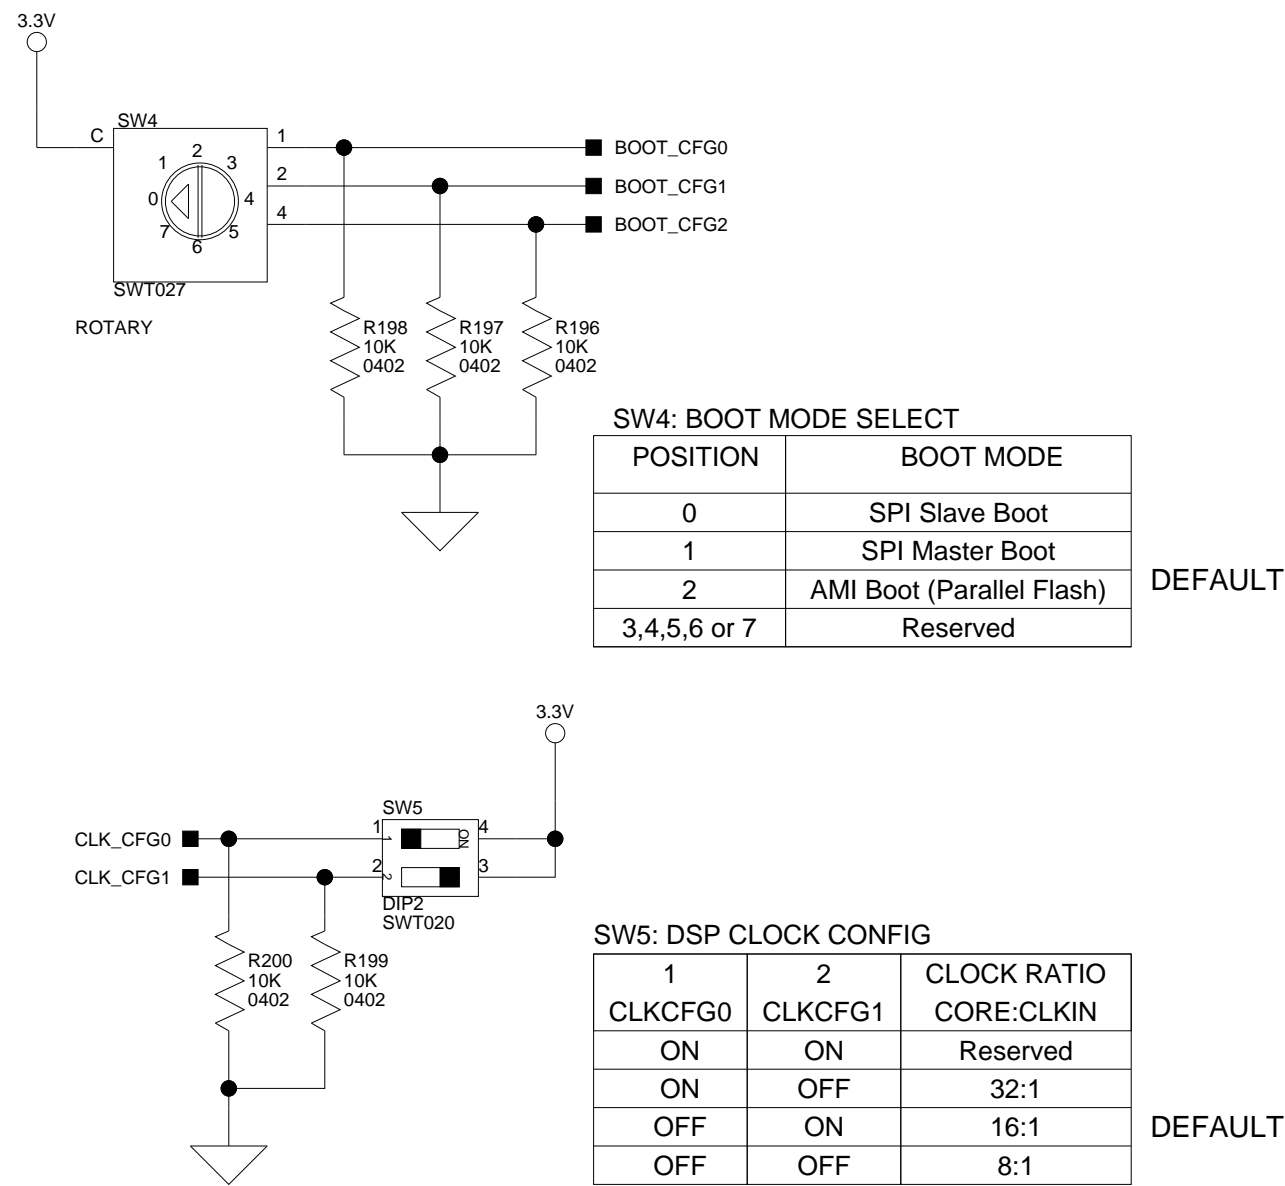 3.3V
SW4
C
1
2
4
0
1
2
3
4
5
6
7
SWT027
ROTARY
BOOT_CFG0
BOOT_CFG1
BOOT_CFG2
R198
10K
0402
R197
10K
0402
R196
10K
0402
SW4: BOOT MODE SELECT
POSITION BOOT MODE
0 SPI Slave Boot
1 SPI Master Boot
2 AMI Boot (Parallel Flash) DEFAULT
3,4,5,6 or 7 Reserved
3.3V
SW5
CLK_CFG0 1 1 ON 4
CLK_CFG1 2 2 3
DIP2
SWT020
R200
10K
0402
R199
10K
0402
SW5: DSP CLOCK CONFIG
1 2 CLOCK RATIO
CLKCFG0 CLKCFG1 CORE:CLKIN
ON ON Reserved
ON OFF 32:1
OFF ON 16:1 DEFAULT
OFF OFF 8:1